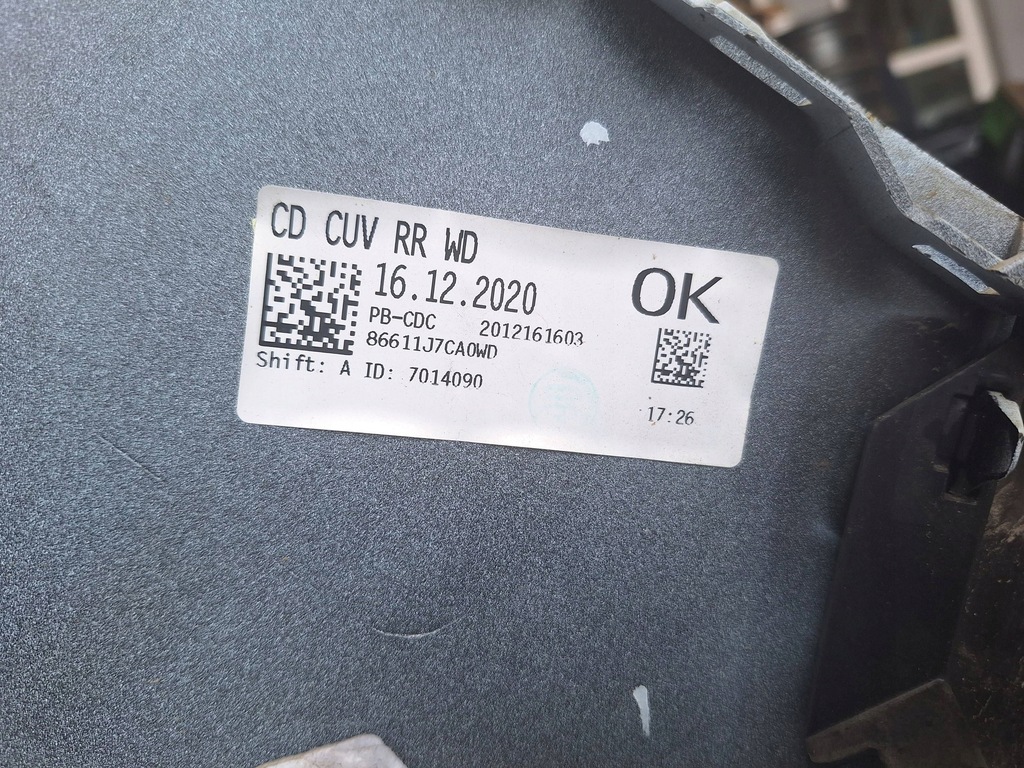 CD CUV RR WD
16.12.2020
OK
PB-CDC 2012161603
86611J7CA0WD
Shift: A ID: 7014090
17:26